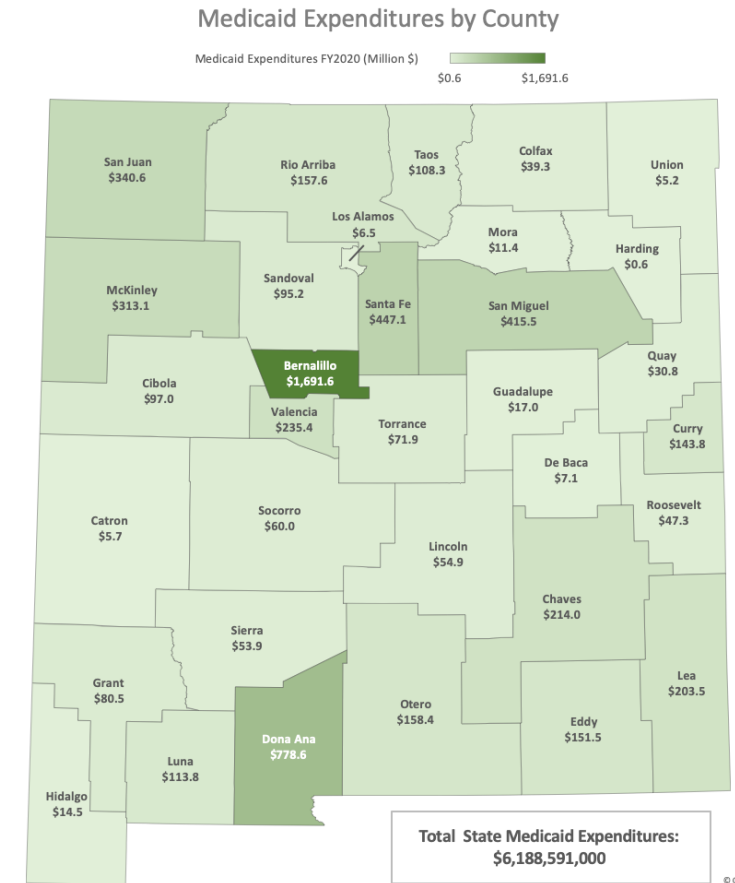 Medicaid Expenditures by County
Medicaid Expenditures FY2020 (Million $)
$0.6
$1,691.6
San Juan
$340.6
Rio Arriba
$157.6
Taos
$108.3
Colfax
$39.3
Union
$5.2
Los Alamos
$6.5
Mora
$11.4
Harding
$0.6
McKinley
$313.1
Sandoval
$95.2
Santa Fe
$447.1
San Miguel
$415.5
Bernalillo
$1,691.6
Quay
$30.8
Cibola
$97.0
Valencia
$235.4
Torrance
$71.9
Guadalupe
$17.0
Curry
$143.8
De Baca
$7.1
Catron
$5.7
Socorro
$60.0
Lincoln
$54.9
Roosevelt
$47.3
Chaves
$214.0
Sierra
$53.9
Grant
$80.5
Dona Ana
$778.6
Otero
$158.4
Lea
$203.5
Eddy
$151.5
Luna
$113.8
Hidalgo
$14.5
Total State Medicaid Expenditures:
$6,188,591,000